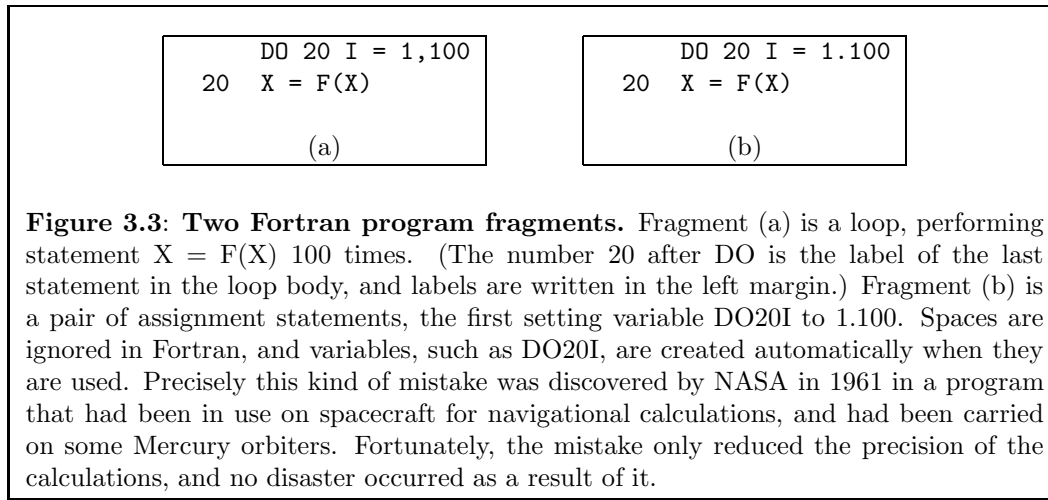 DO 20 I = 1,100
20 X = F(X)
(a)
DO 20 I = 1.100
20 X = F(X)
(b)
Figure 3.3: Two Fortran program fragments. Fragment (a) is a loop, performing
statement X = F(X) 100 times. (The number 20 after DO is the label of the last
statement in the loop body, and labels are written in the left margin.) Fragment (b) is
a pair of assignment statements, the first setting variable DO20I to 1.100. Spaces are
ignored in Fortran, and variables, such as DO20I, are created automatically when they
are used. Precisely this kind of mistake was discovered by NASA in 1961 in a program
that had been in use on spacecraft for navigational calculations, and had been carried
on some Mercury orbiters. Fortunately, the mistake only reduced the precision of the
calculations, and no disaster occurred as a result of it.